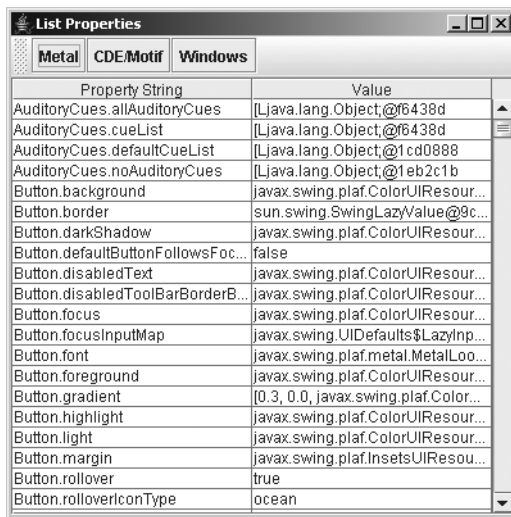 List Properties
Metal CDE/Motif Windows
Property String Value
AuditoryCues.allAuditoryCues [Ljava.lang.Object;@f6438d
AuditoryCues.cueList [Ljava.lang.Object;@f6438d
AuditoryCues.defaultCueList [Ljava.lang.Object;@1cd0888
AuditoryCues.noAuditoryCues [Ljava.lang.Object;@1eb2c1b
Button.background javax.swing.plaf.ColorUIResour...
Button.border sun.swing.SwingLazyValue@9c...
Button.darkShadow javax.swing.plaf.ColorUIResour...
Button.defaultButtonFollowsFoc... false
Button.disabledText javax.swing.plaf.ColorUIResour...
Button.disabledToolBarBorderB... javax.swing.plaf.ColorUIResour...
Button.focus javax.swing.plaf.ColorUIResour...
Button.focusInputMap javax.swing.UIDefaults$LazyInp...
Button.font javax.swing.plaf.metal.MetalLoo...
Button.foreground javax.swing.plaf.ColorUIResour...
Button.gradient [0.3, 0.0, javax.swing.plaf.Color...
Button.highlight javax.swing.plaf.ColorUIResour...
Button.light javax.swing.plaf.ColorUIResour...
Button.margin javax.swing.plaf.InsetsUIResou...
Button.rollover true
Button.rolloverIconType ocean